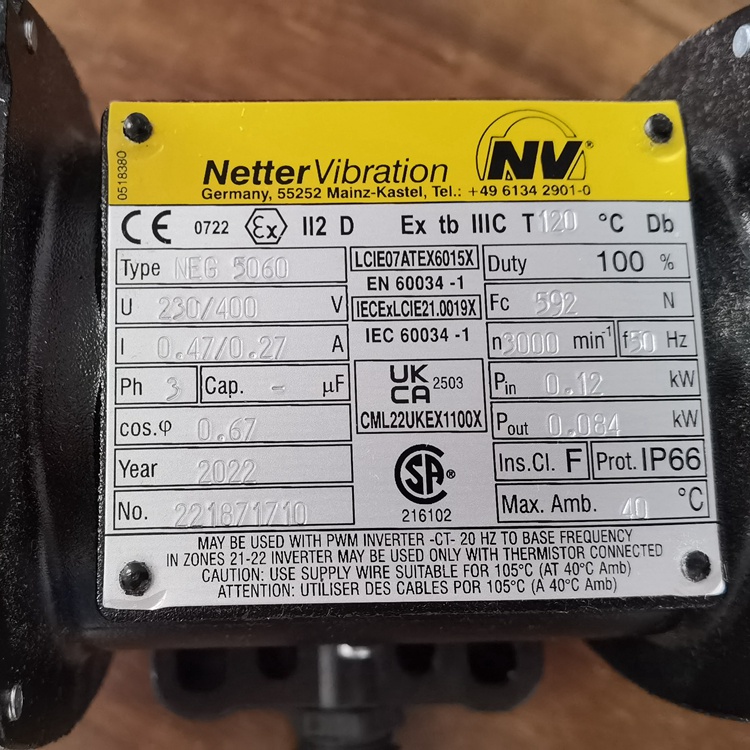 0518380
NV®
Netter Vibration
Germany, 55252 Mainz-Kastel, Tel.: +49 6134 2901-0
CE 0722 Ex II2 D Ex tb IIIC T120 °C Db
Type NEG 5060
LCIE07ATEX6015X
Duty 100 %
EN 60034 -1
U 230/400 V
IECExLCIE21.0019X
Fc 592 N
I 0.47/0.27 A
IEC 60034 -1
n3000 min-1 f50 Hz
Ph 3 Cap. - µF
UK CA 2503
Pin 0.12 kW
cos.φ 0.67
CML22UKEX1100X
Pout 0.084 kW
Year 2022
SA®
Ins.Cl. F Prot. IP66
No. 221871710
216102
Max. Amb. 40 °C
MAY BE USED WITH PWM INVERTER -CT- 20 HZ TO BASE FREQUENCY
IN ZONES 21-22 INVERTER MAY BE USED ONLY WITH THERMISTOR CONNECTED
CAUTION: USE SUPPLY WIRE SUITABLE FOR 105°C (AT 40°C Amb)
ATTENTION: UTILISER DES CABLES POR 105°C (A 40°C Amb)